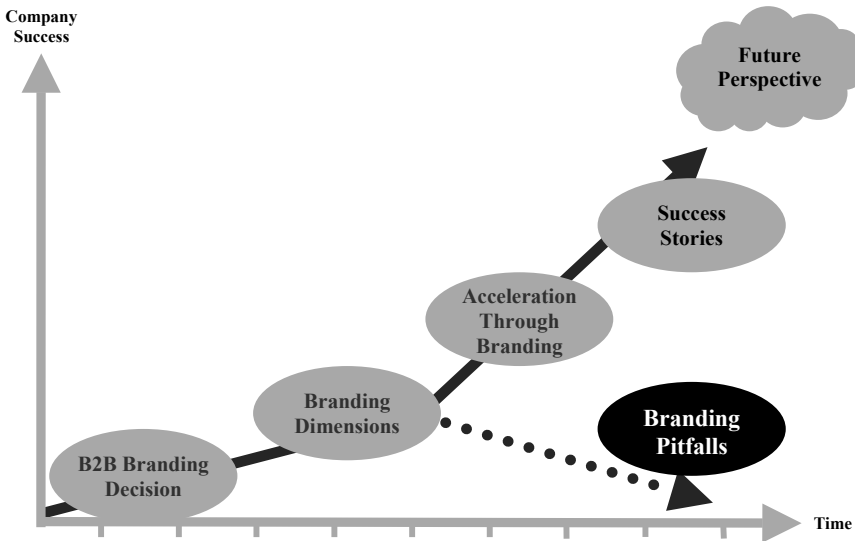 Company
Success
Future
Perspective
Success
Stories
Acceleration
Through
Branding
Branding
Dimensions
Branding
Pitfalls
B2B Branding
Decision
Time